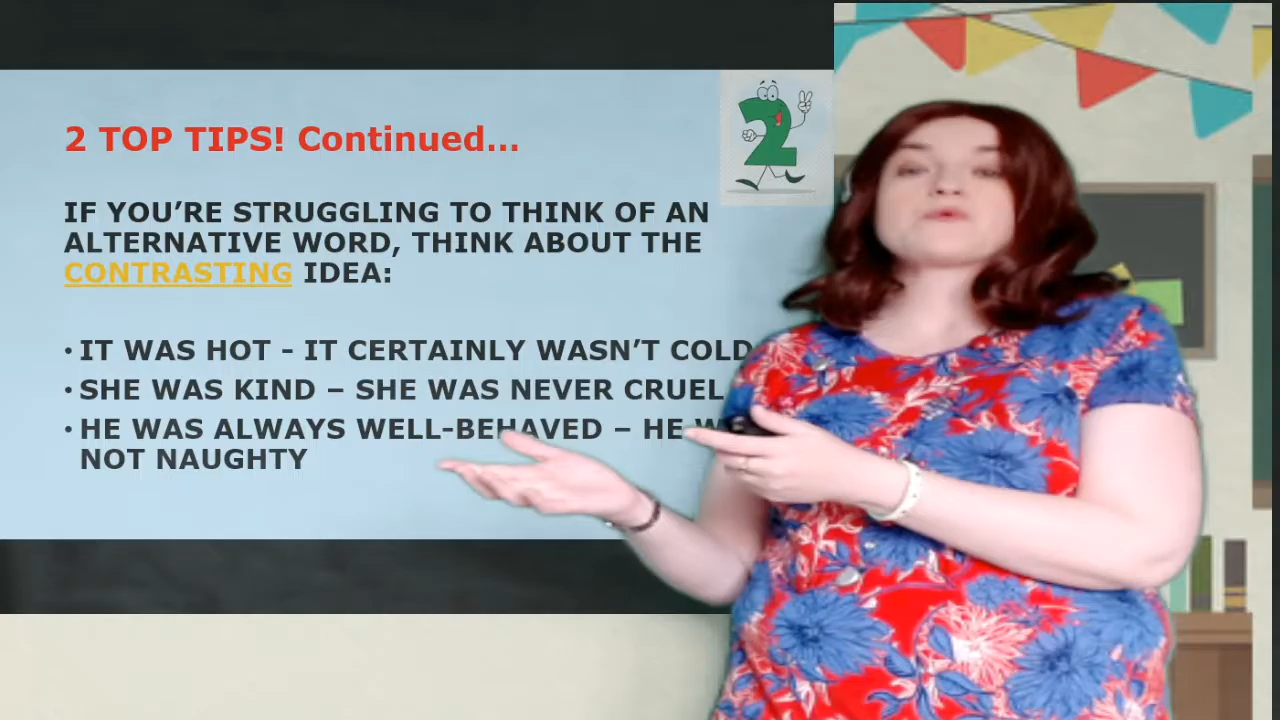 2 TOP TIPS! Continued...
IF YOU'RE STRUGGLING TO THINK OF AN
ALTERNATIVE WORD, THINK ABOUT THE
CONTRASTING IDEA:
• IT WAS HOT - IT CERTAINLY WASN'T COLD
• SHE WAS KIND – SHE WAS NEVER CRUEL
• HE WAS ALWAYS WELL-BEHAVED – HE
NOT NAUGHTY